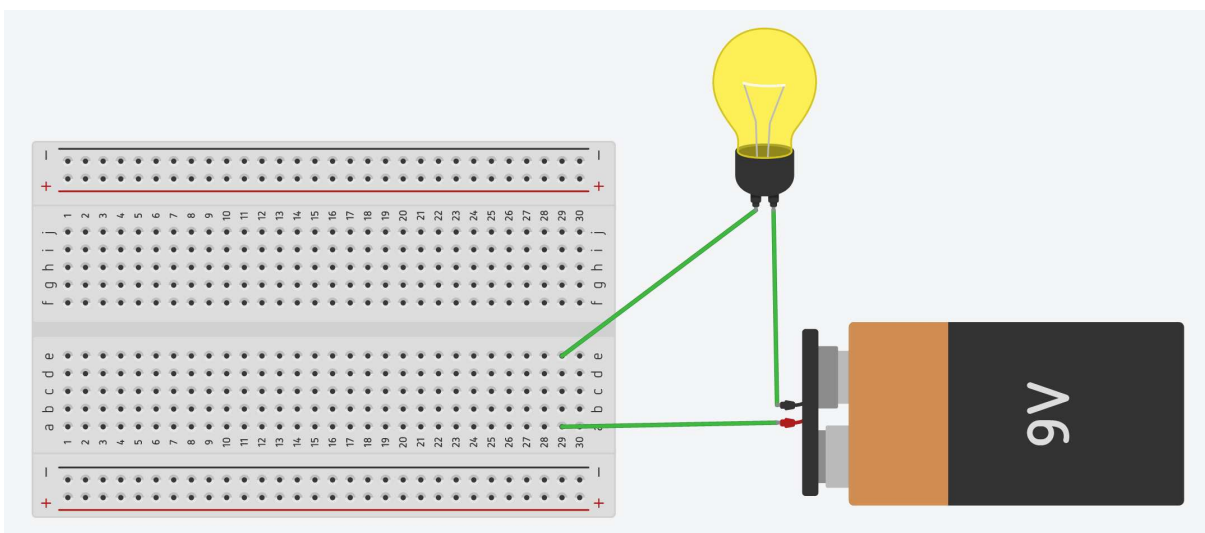 − −
+ +
1 2 3 4 5 6 7 8 9 10 11 12 13 14 15 16 17 18 19 20 21 22 23 24 25 26 27 28 29 30
j j
i i
h h
g g
f f
e e
d d
c c
b b
a a
1 2 3 4 5 6 7 8 9 10 11 12 13 14 15 16 17 18 19 20 21 22 23 24 25 26 27 28 29 30
− −
+ +
9V